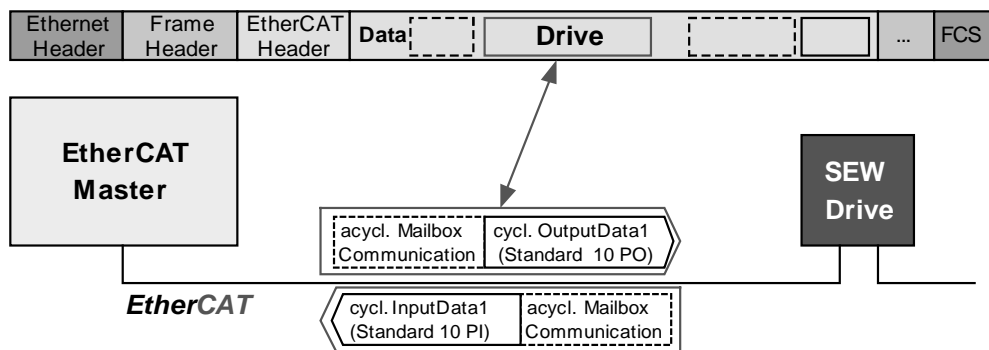 Ethernet Header
Frame Header
EtherCAT Header
Data
Drive
...
FCS
EtherCAT
Master
SEW
Drive
acycl. Mailbox
Communication
cycl. OutputData1
(Standard 10 PO)
EtherCAT
cycl. InputData1
(Standard 10 PI)
acycl. Mailbox
Communication